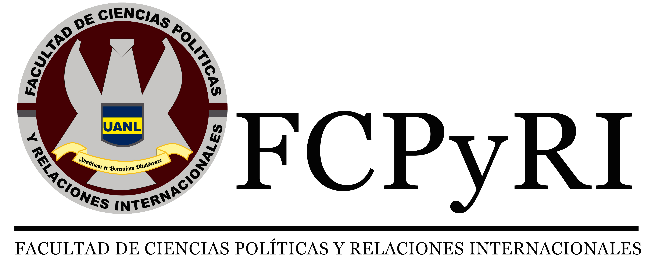 FACULTAD DE CIENCIAS POLITICAS
Y RELACIONES INTERNACIONALES
UANL
FCPyRI
FACULTAD DE CIENCIAS POLÍTICAS Y RELACIONES INTERNACIONALES